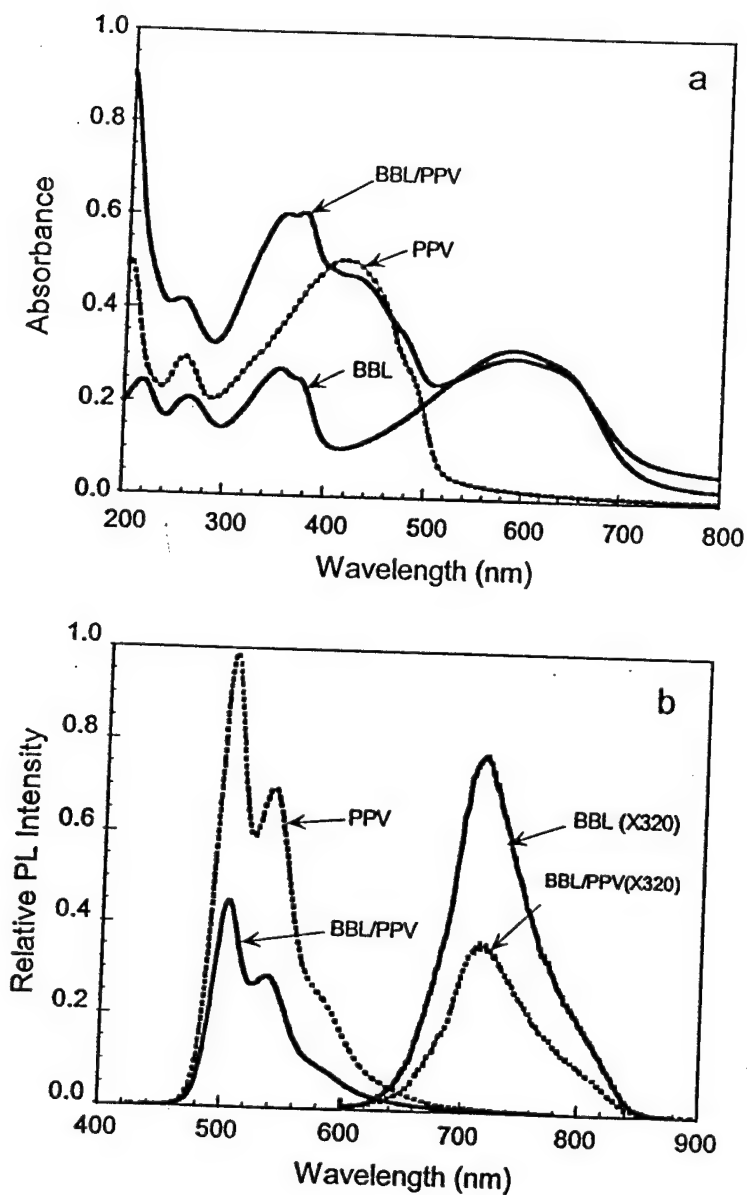 a
1.0
0.8
0.6
0.4
0.2
0.0
Absorbance
BBL/PPV
PPV
BBL
200 300 400 500 600 700 800
Wavelength (nm)
b
1.0
0.8
0.6
0.4
0.2
0.0
Relative PL Intensity
PPV
BBL/PPV
BBL (X320)
BBL/PPV(X320)
400 500 600 700 800 900
Wavelength (nm)